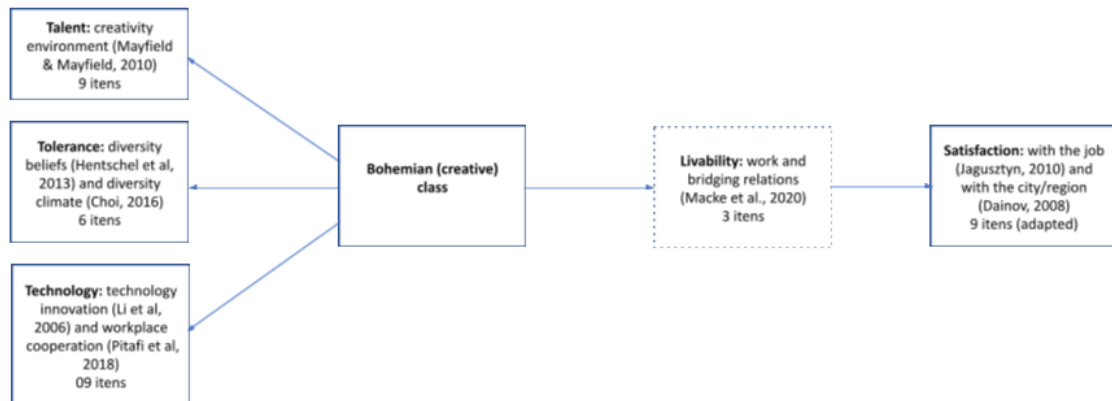 Talent: creativity
environment (Mayfield
& Mayfield, 2010)
9 itens
Tolerance: diversity
beliefs (Hentschel et al,
2013) and diversity
climate (Choi, 2016)
6 itens
Technology: technology
innovation (Li et al,
2006) and workplace
cooperation (Pitafi et al,
2018)
09 itens
Bohemian (creative)
class
Livability: work and
bridging relations
(Macke et al., 2020)
3 itens
Satisfaction: with the job
(Jagusztyn, 2010) and
with the city/region
(Dainov, 2008)
9 itens (adapted)